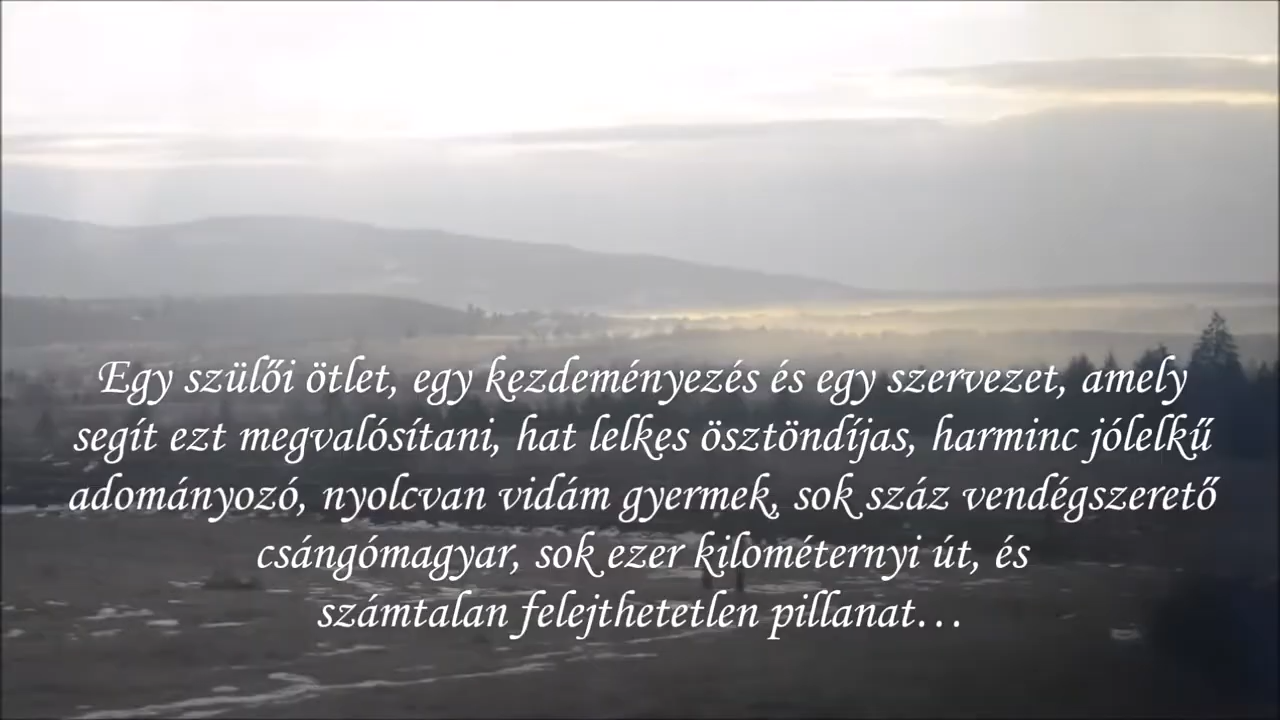 Egy szülői ötlet, egy kezdeményezés és egy szervezet, amely
segít ezt megvalósítani, hat lelkes ösztöndíjas, harminc jólelkű
adományozó, nyolcvan vidám gyermek, sok száz vendégszerető
csángómagyar, sok ezer kilométernyi út, és
számtalan felejthetetlen pillanat…